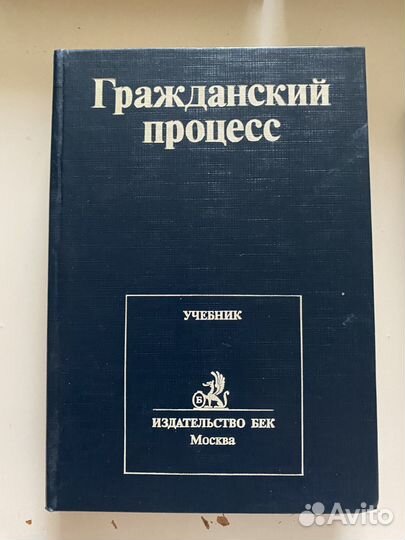 Гражданский
процесс
УЧЕБНИК
Б
ИЗДАТЕЛЬСТВО БЕК
Москва
Avito